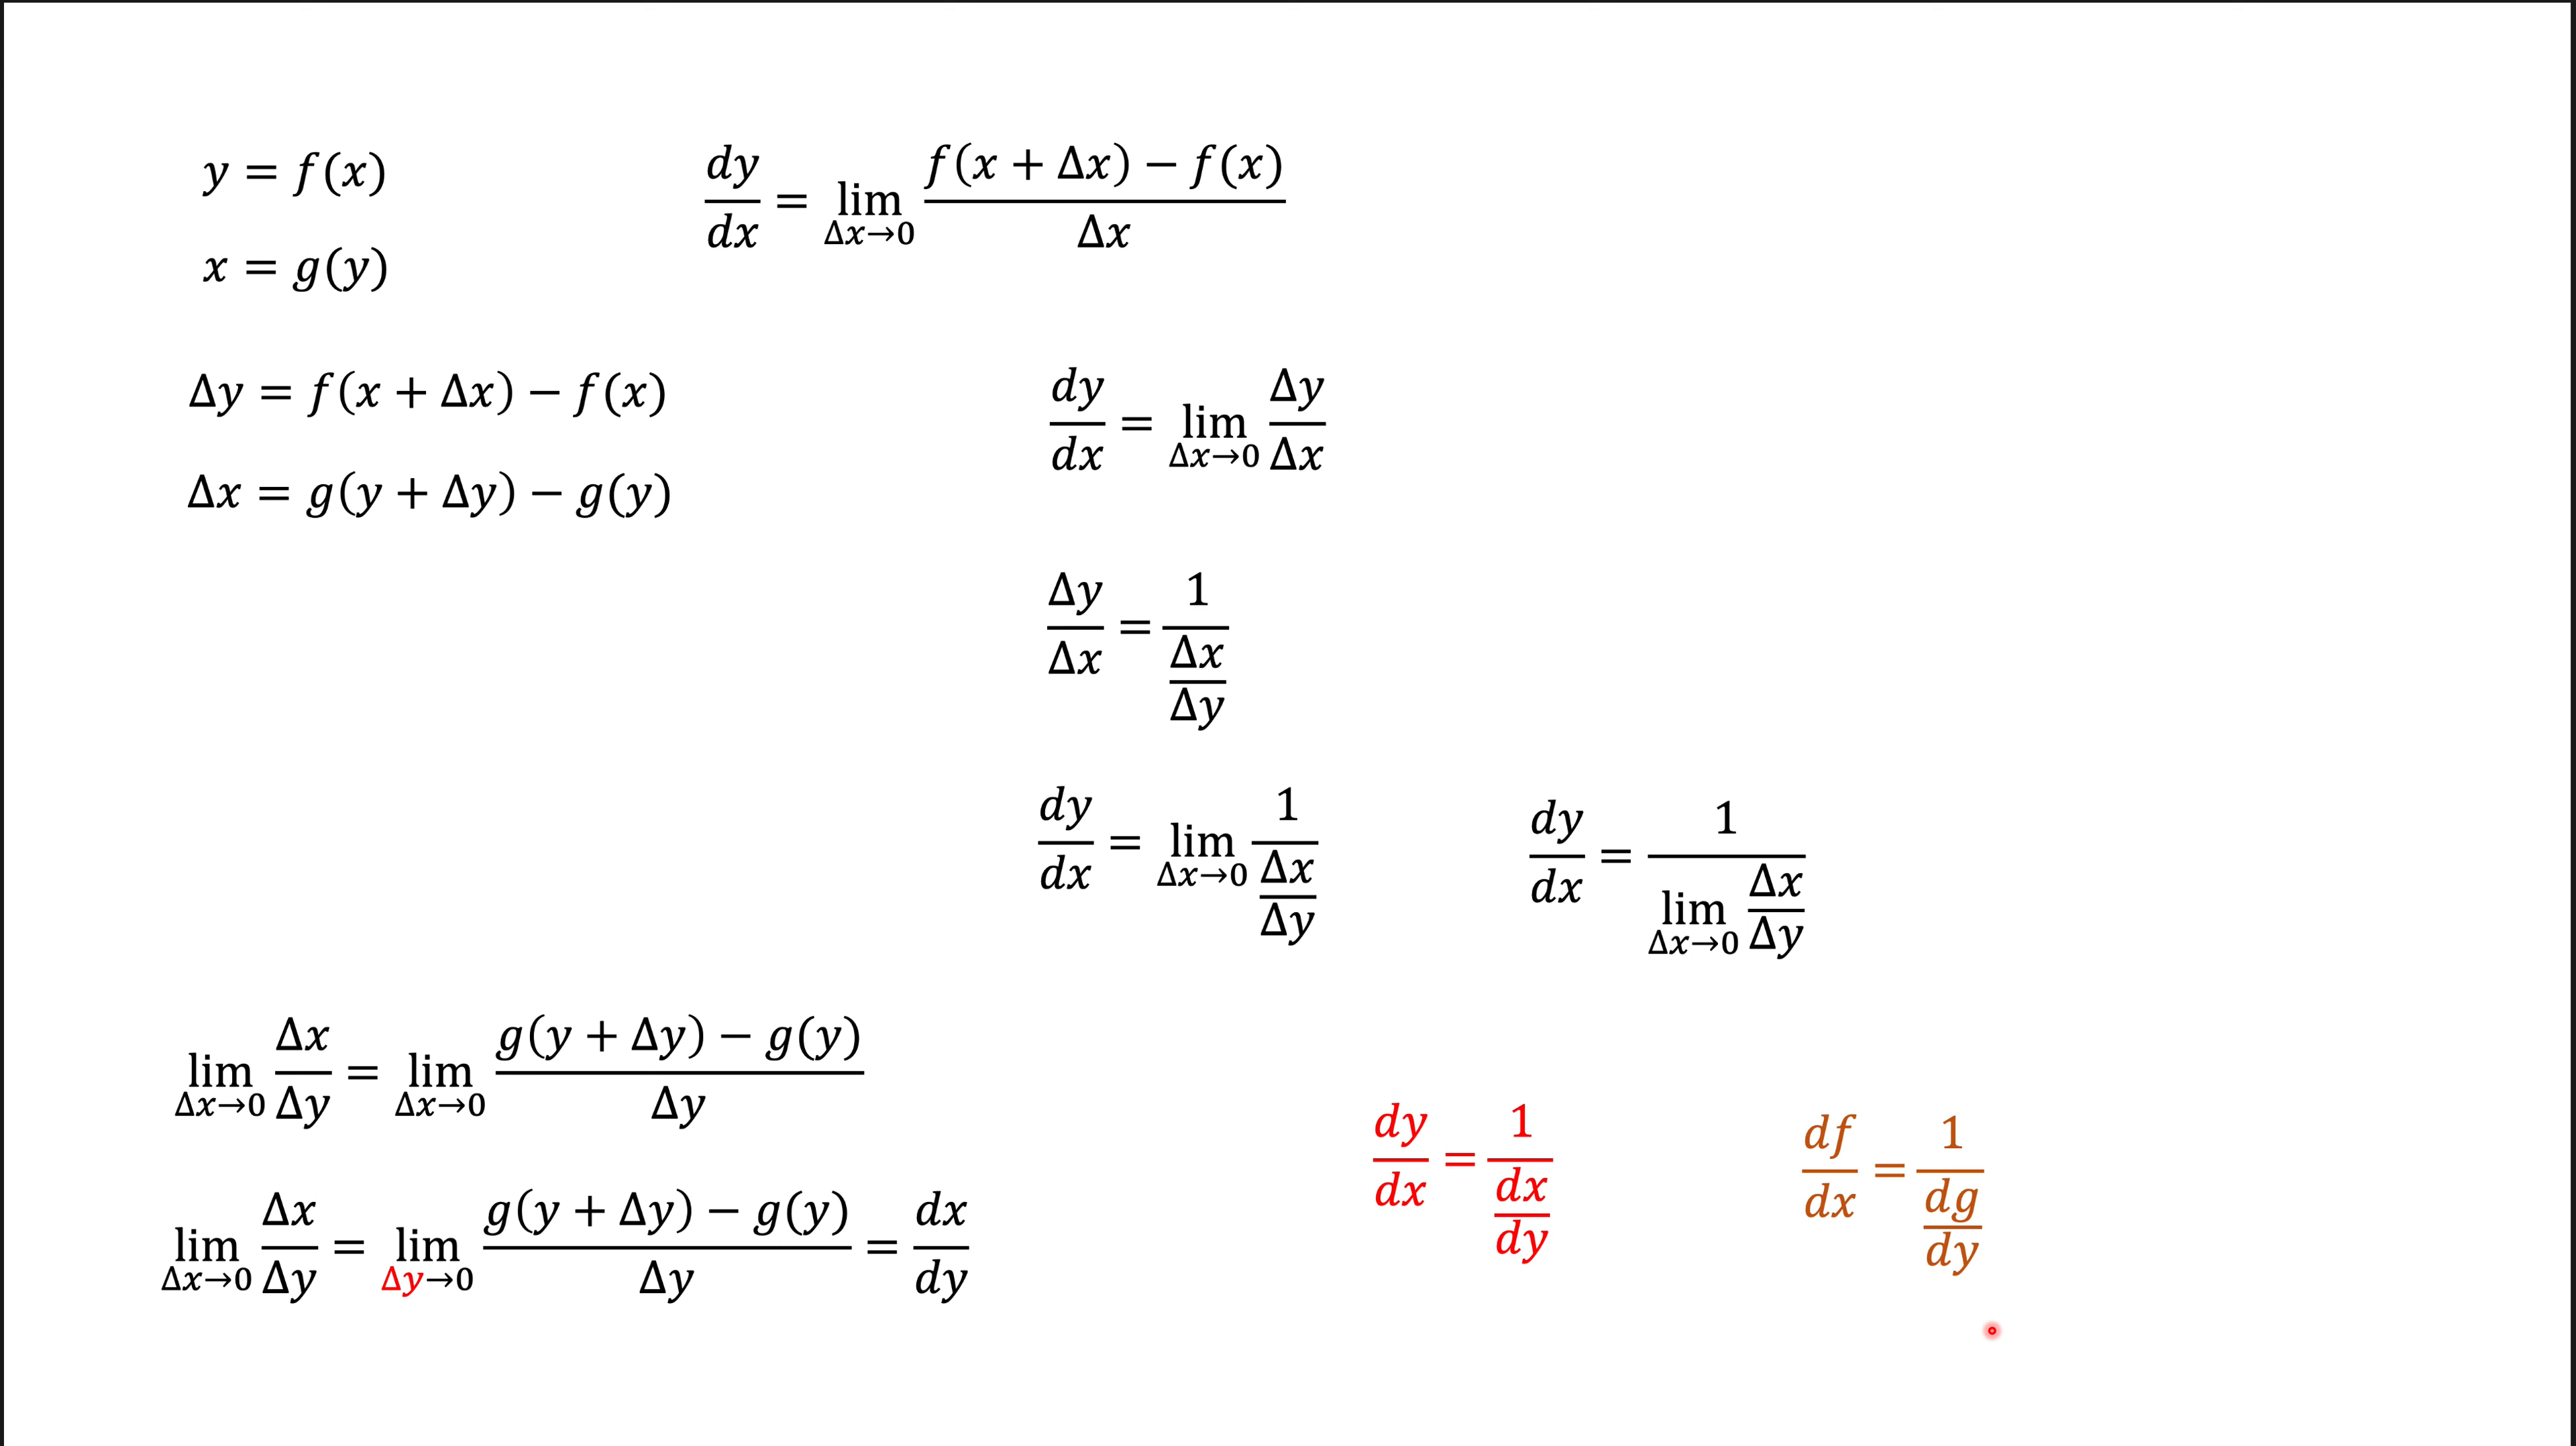 y = f(x)
dy/dx = lim_{Δx→0} (f(x + Δx) − f(x))/Δx
x = g(y)
Δy = f(x + Δx) − f(x)
dy/dx = lim_{Δx→0} Δy/Δx
Δx = g(y + Δy) − g(y)
Δy/Δx = 1/(Δx/Δy)
dy/dx = lim_{Δx→0} 1/(Δx/Δy)
dy/dx = 1/(lim_{Δx→0} Δx/Δy)
lim_{Δx→0} Δx/Δy = lim_{Δx→0} (g(y + Δy) − g(y))/Δy
lim_{Δx→0} Δx/Δy = lim_{Δy→0} (g(y + Δy) − g(y))/Δy = dx/dy
dy/dx = 1/(dx/dy)
df/dx = 1/(dg/dy)